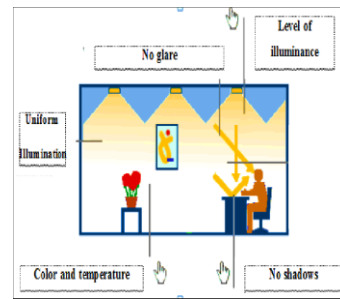 Level of
illuminance
No glare
Uniform
Illumination
Color and temperature
No shadows